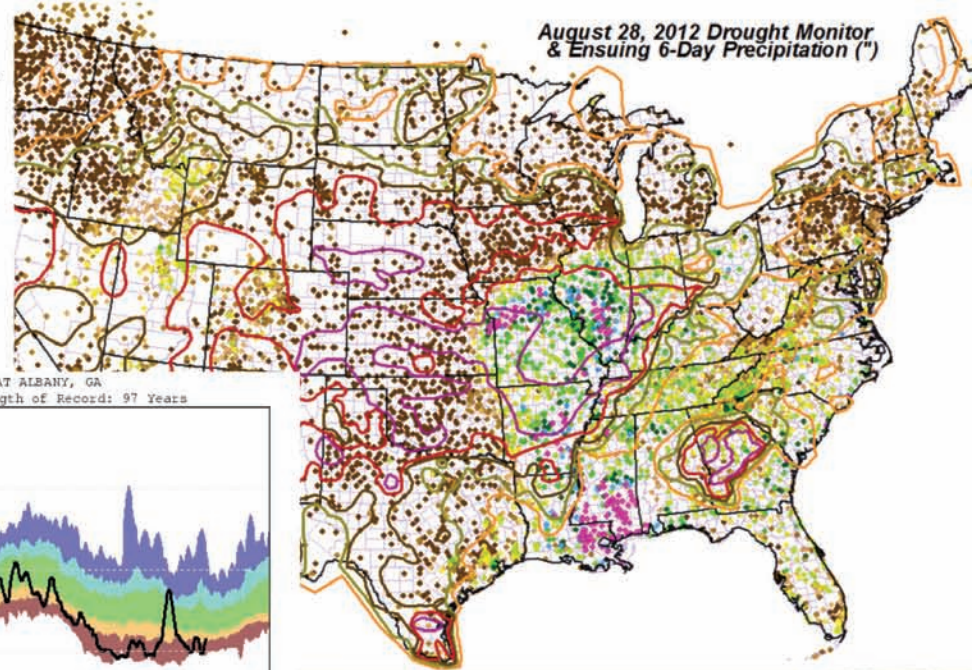 August 28, 2012 Drought Monitor
& Ensuing 6-Day Precipitation (")
AT ALBANY, GA
gth of Record: 97 Years